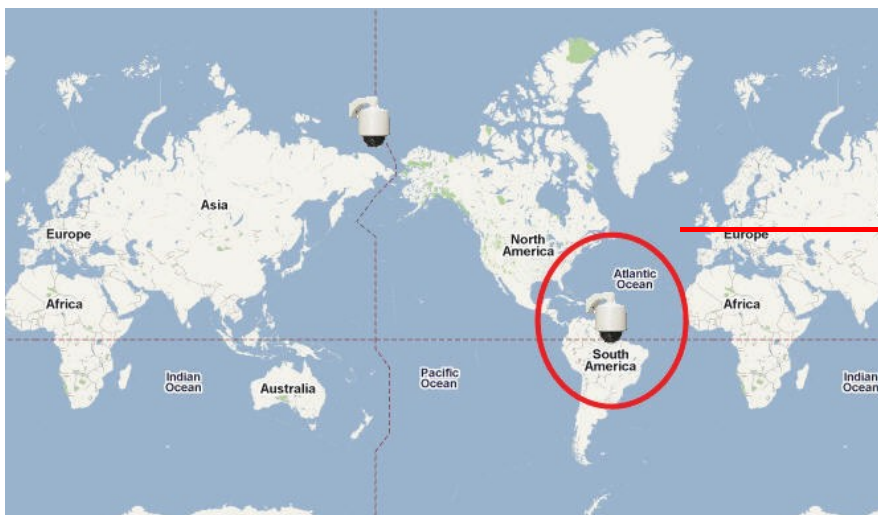 Asia
Europe
North
America
Europe
Atlantic
Ocean
Africa
Africa
South
America
Pacific
Ocean
Indian
Ocean
Australia
Indian
Ocean